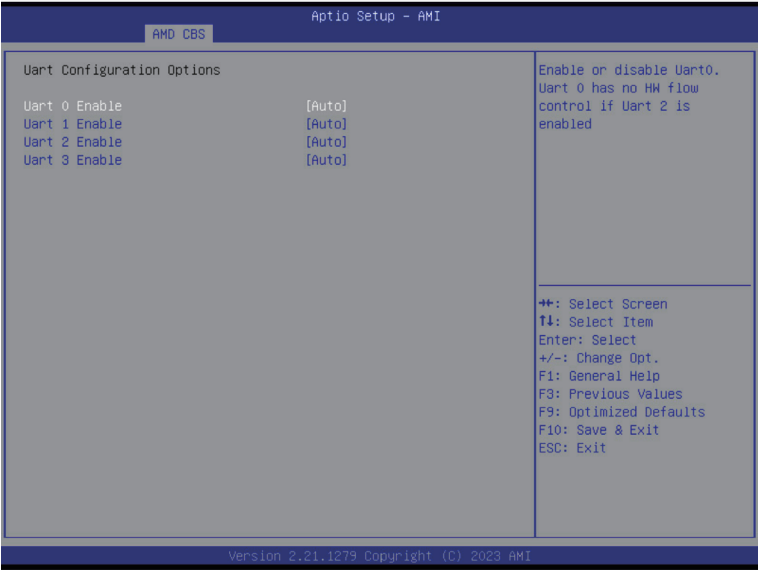 Aptio Setup - AMI
AMD CBS
Uart Configuration Options
Uart 0 Enable [Auto]
Uart 1 Enable [Auto]
Uart 2 Enable [Auto]
Uart 3 Enable [Auto]
Enable or disable Uart0.
Uart 0 has no HW flow
control if Uart 2 is
enabled
→←: Select Screen
↑↓: Select Item
Enter: Select
+/-: Change Opt.
F1: General Help
F3: Previous Values
F9: Optimized Defaults
F10: Save & Exit
ESC: Exit
Version 2.21.1279 Copyright (C) 2023 AMI